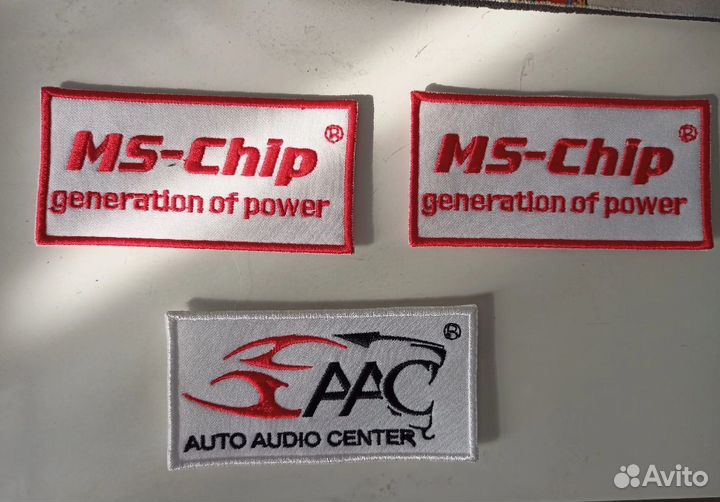 MS-Chip ®
generation of power
MS-Chip ®
generation of power
AAC ®
AUTO AUDIO CENTER
Avito